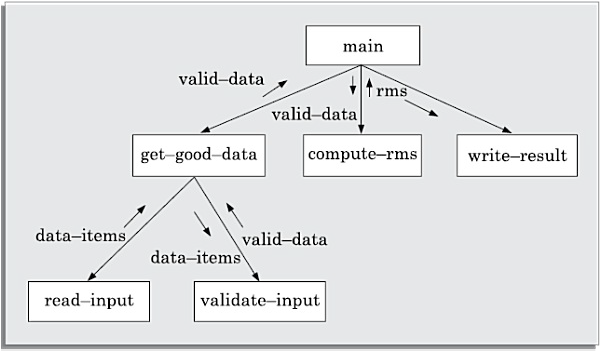 main
valid–data
rms
valid–data
get–good–data
compute–rms
write–result
data–items
valid–data
data–items
read–input
validate–input